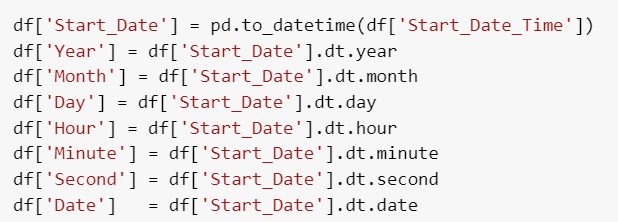 df['Start_Date'] = pd.to_datetime(df['Start_Date_Time'])
df['Year'] = df['Start_Date'].dt.year
df['Month'] = df['Start_Date'].dt.month
df['Day'] = df['Start_Date'].dt.day
df['Hour'] = df['Start_Date'].dt.hour
df['Minute'] = df['Start_Date'].dt.minute
df['Second'] = df['Start_Date'].dt.second
df['Date']   = df['Start_Date'].dt.date